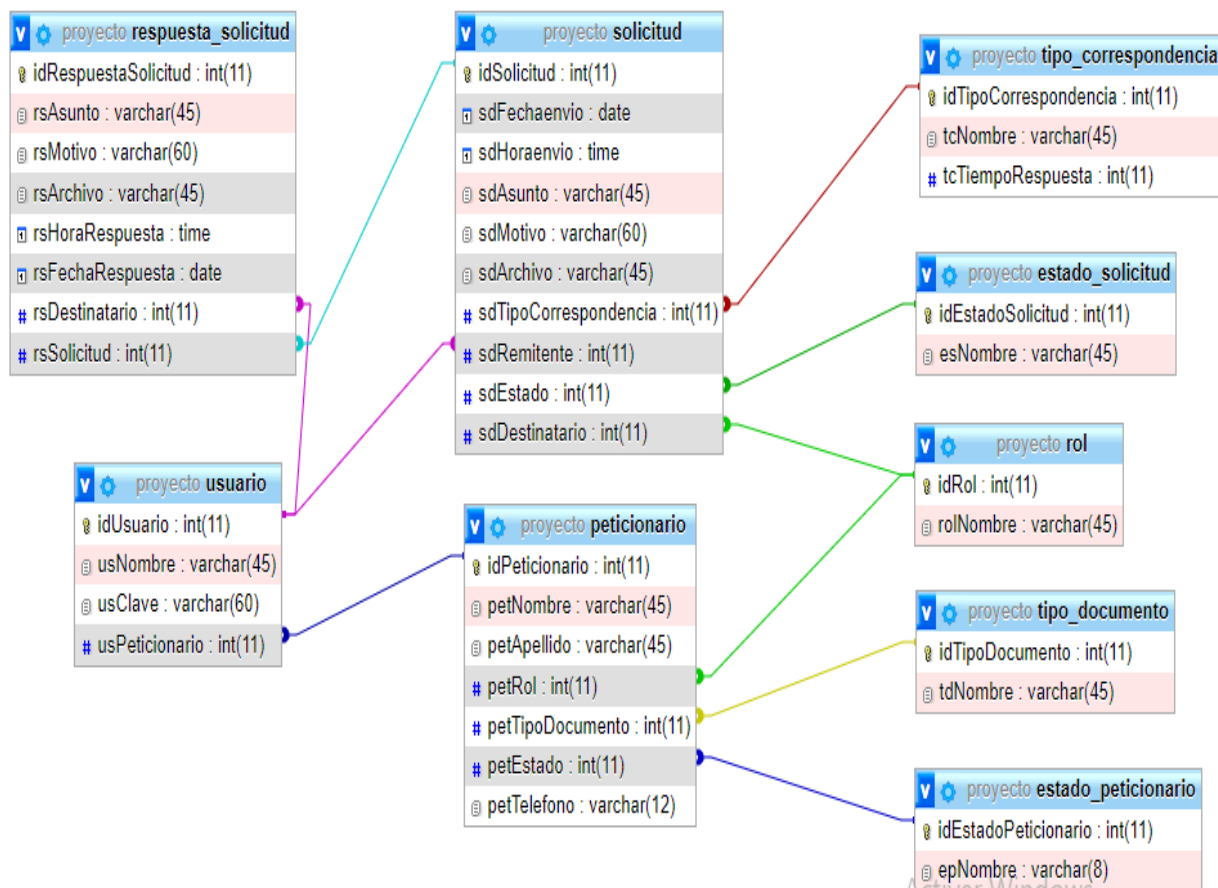 proyecto respuesta_solicitud
idRespuestaSolicitud : int(11)
rsAsunto : varchar(45)
rsMotivo : varchar(60)
rsArchivo : varchar(45)
rsHoraRespuesta : time
rsFechaRespuesta : date
rsDestinatario : int(11)
rsSolicitud : int(11)
proyecto solicitud
idSolicitud : int(11)
sdFechaenvio : date
sdHoraenvio : time
sdAsunto : varchar(45)
sdMotivo : varchar(60)
sdArchivo : varchar(45)
sdTipoCorrespondencia : int(11)
sdRemitente : int(11)
sdEstado : int(11)
sdDestinatario : int(11)
proyecto tipo_correspondencia
idTipoCorrespondencia : int(11)
tcNombre : varchar(45)
tcTiempoRespuesta : int(11)
proyecto estado_solicitud
idEstadoSolicitud : int(11)
esNombre : varchar(45)
proyecto rol
idRol : int(11)
rolNombre : varchar(45)
proyecto usuario
idUsuario : int(11)
usNombre : varchar(45)
usClave : varchar(60)
usPeticionario : int(11)
proyecto peticionario
idPeticionario : int(11)
petNombre : varchar(45)
petApellido : varchar(45)
petRol : int(11)
petTipoDocumento : int(11)
petEstado : int(11)
petTelefono : varchar(12)
proyecto tipo_documento
idTipoDocumento : int(11)
tdNombre : varchar(45)
proyecto estado_peticionario
idEstadoPeticionario : int(11)
epNombre : varchar(8)